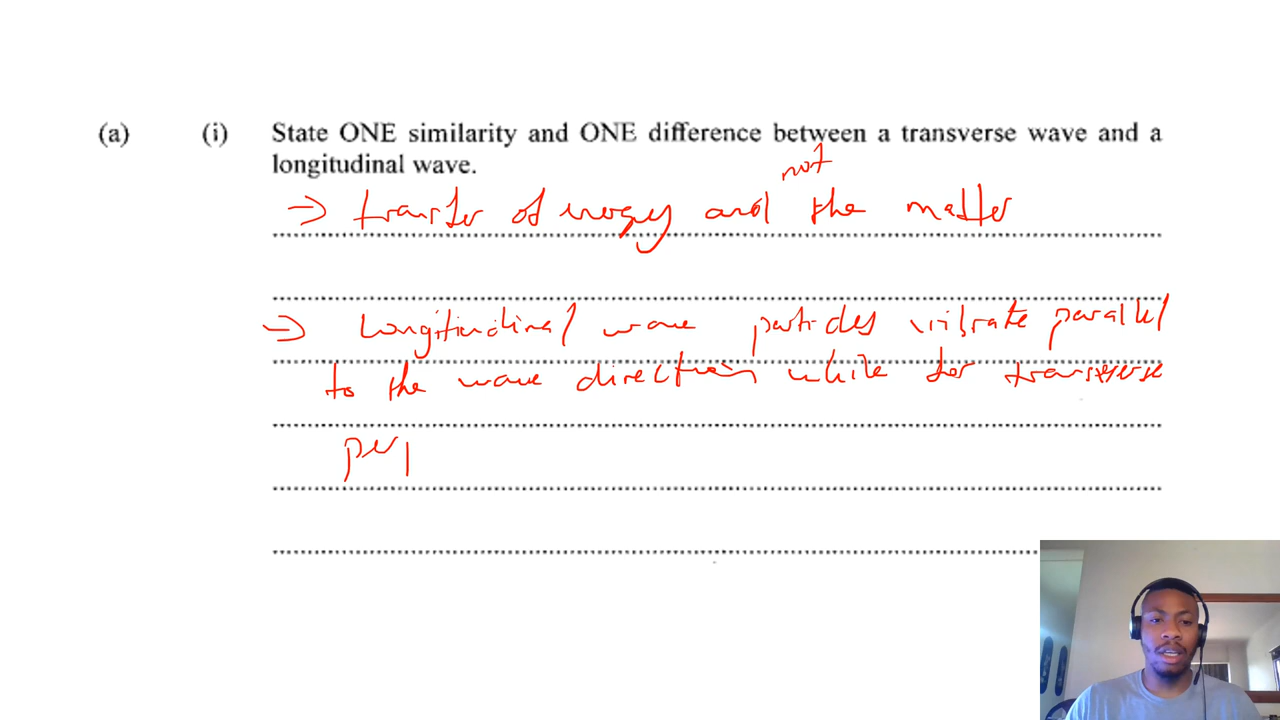 (a) (i) State ONE similarity and ONE difference between a transverse wave and a
longitudinal wave.
not
→ transfer of energy and the matter
→ Longitudinal wave particles vibrate parallel
to the wave direction while for transverse
perp